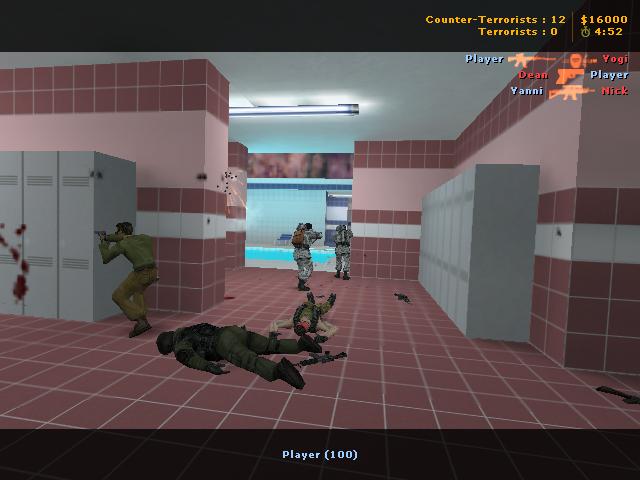 Counter-Terrorists : 12 $16000
Terrorists : 0 4:52
Player Yogi
Dean Player
Yanni Nick
Player (100)